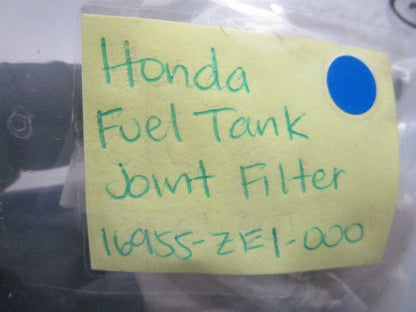 Honda
Fuel Tank
Joint Filter
16955-ZE1-000